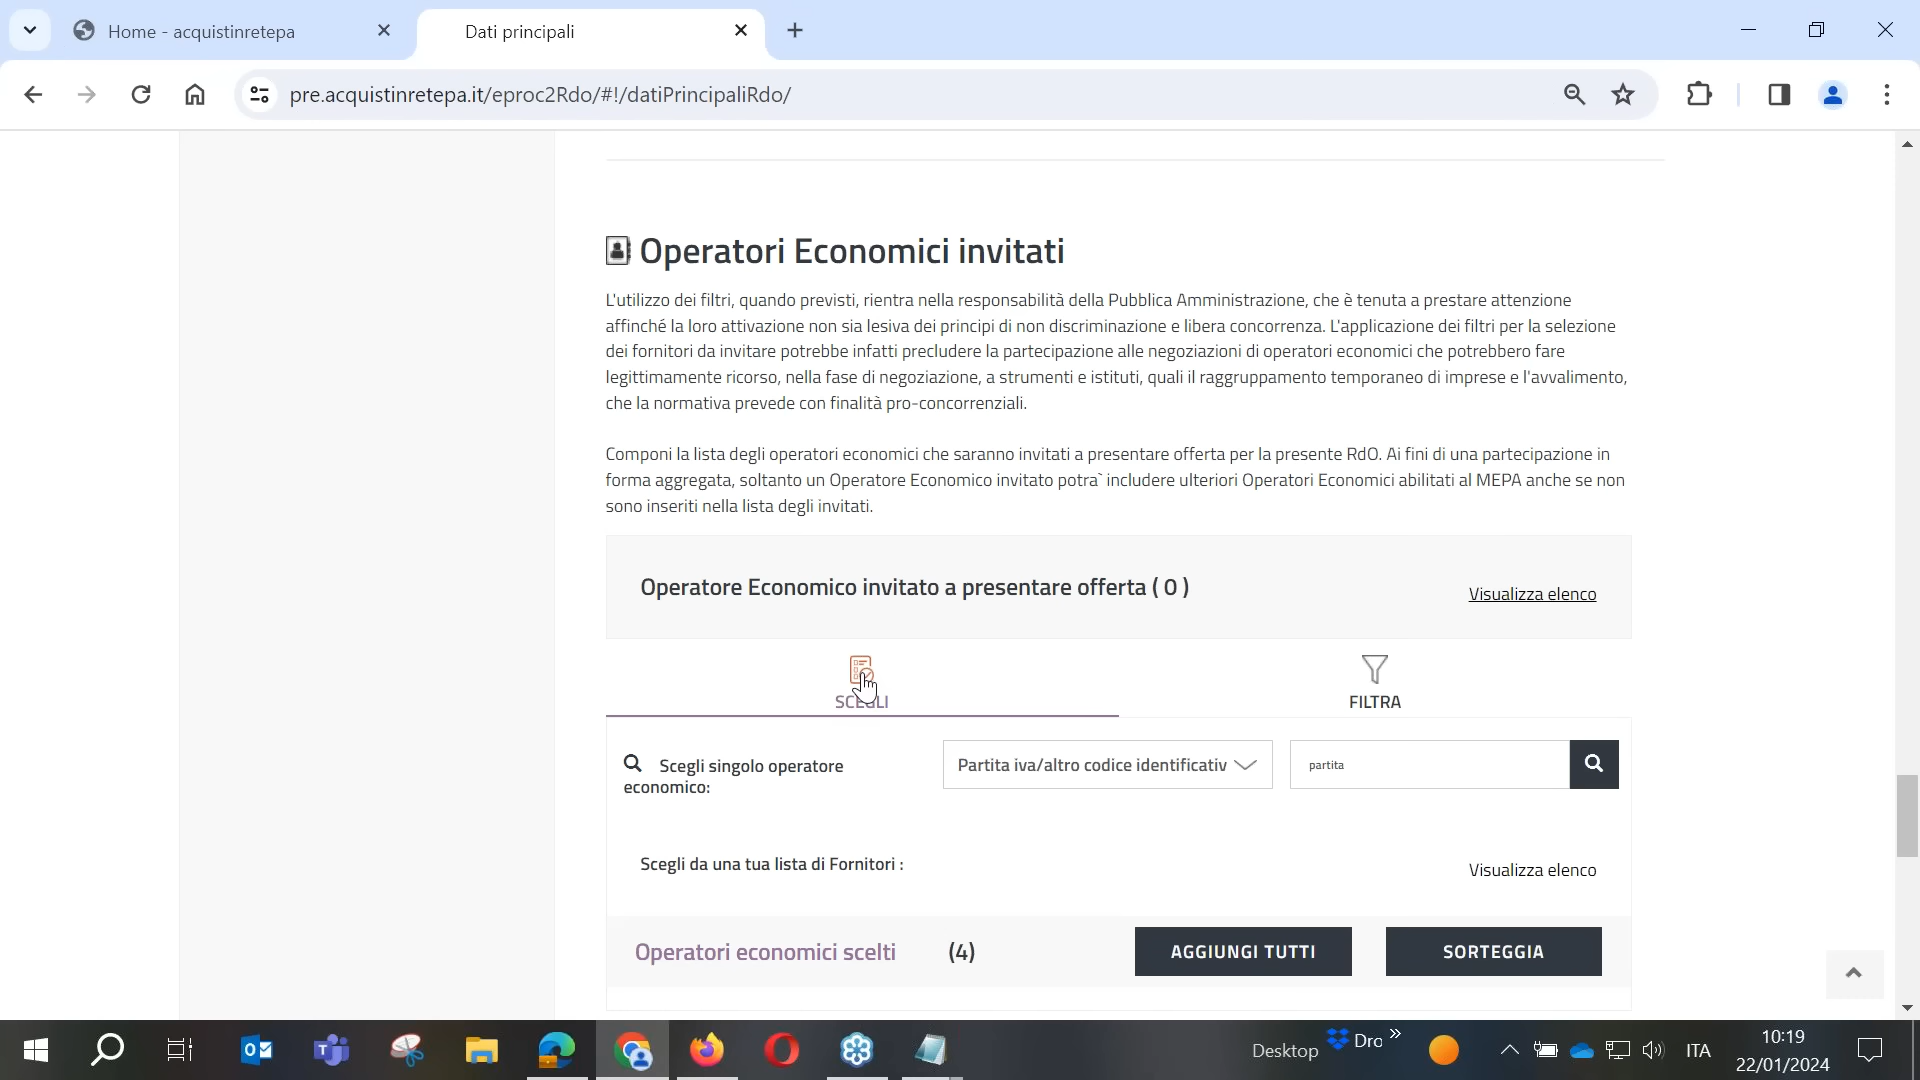 Home - acquistinretepa
Dati principali
pre.acquistinretepa.it/eproc2Rdo/#!/datiPrincipaliRdo/
Operatori Economici invitati
L'utilizzo dei filtri, quando previsti, rientra nella responsabilità della Pubblica Amministrazione, che è tenuta a prestare attenzione
affinché la loro attivazione non sia lesiva dei principi di non discriminazione e libera concorrenza. L'applicazione dei filtri per la selezione
dei fornitori da invitare potrebbe infatti precludere la partecipazione alle negoziazioni di operatori economici che potrebbero fare
legittimamente ricorso, nella fase di negoziazione, a strumenti e istituti, quali il raggruppamento temporaneo di imprese e l'avvalimento,
che la normativa prevede con finalità pro-concorrenziali.
Componi la lista degli operatori economici che saranno invitati a presentare offerta per la presente RdO. Ai fini di una partecipazione in
forma aggregata, soltanto un Operatore Economico invitato potra` includere ulteriori Operatori Economici abilitati al MEPA anche se non
sono inseriti nella lista degli invitati.
Operatore Economico invitato a presentare offerta ( 0 )
Visualizza elenco
SCEGLI
FILTRA
Scegli singolo operatore
economico:
Partita iva/altro codice identificativ
partita
Scegli da una tua lista di Fornitori :
Visualizza elenco
Operatori economici scelti (4)
AGGIUNGI TUTTI
SORTEGGIA
Desktop
Dro
ITA
10:19
22/01/2024